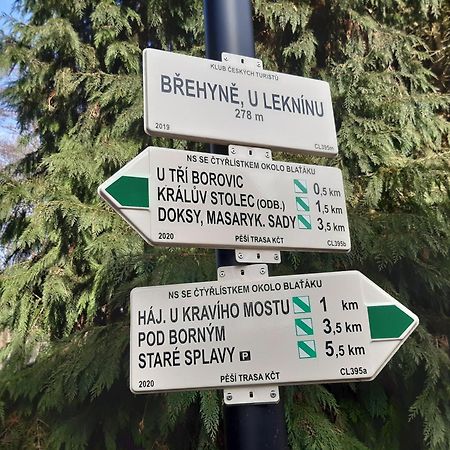 KLUB ČESKÝCH TURISTŮ
BŘEHYNĚ, U LEKNÍNU
278 m
2019 CL395m
NS SE ČTYŘLÍSTKEM OKOLO BLAŤÁKU
U TŘÍ BOROVIC 0,5 km
KRÁLŮV STOLEC (ODB.) 1,5 km
DOKSY, MASARYK. SADY 3,5 km
2020 PĚŠÍ TRASA KČT CL395b
NS SE ČTYŘLÍSTKEM OKOLO BLAŤÁKU
HÁJ. U KRAVÍHO MOSTU 1 km
POD BORNÝM 3,5 km
STARÉ SPLAVY P 5,5 km
2020 PĚŠÍ TRASA KČT CL395a